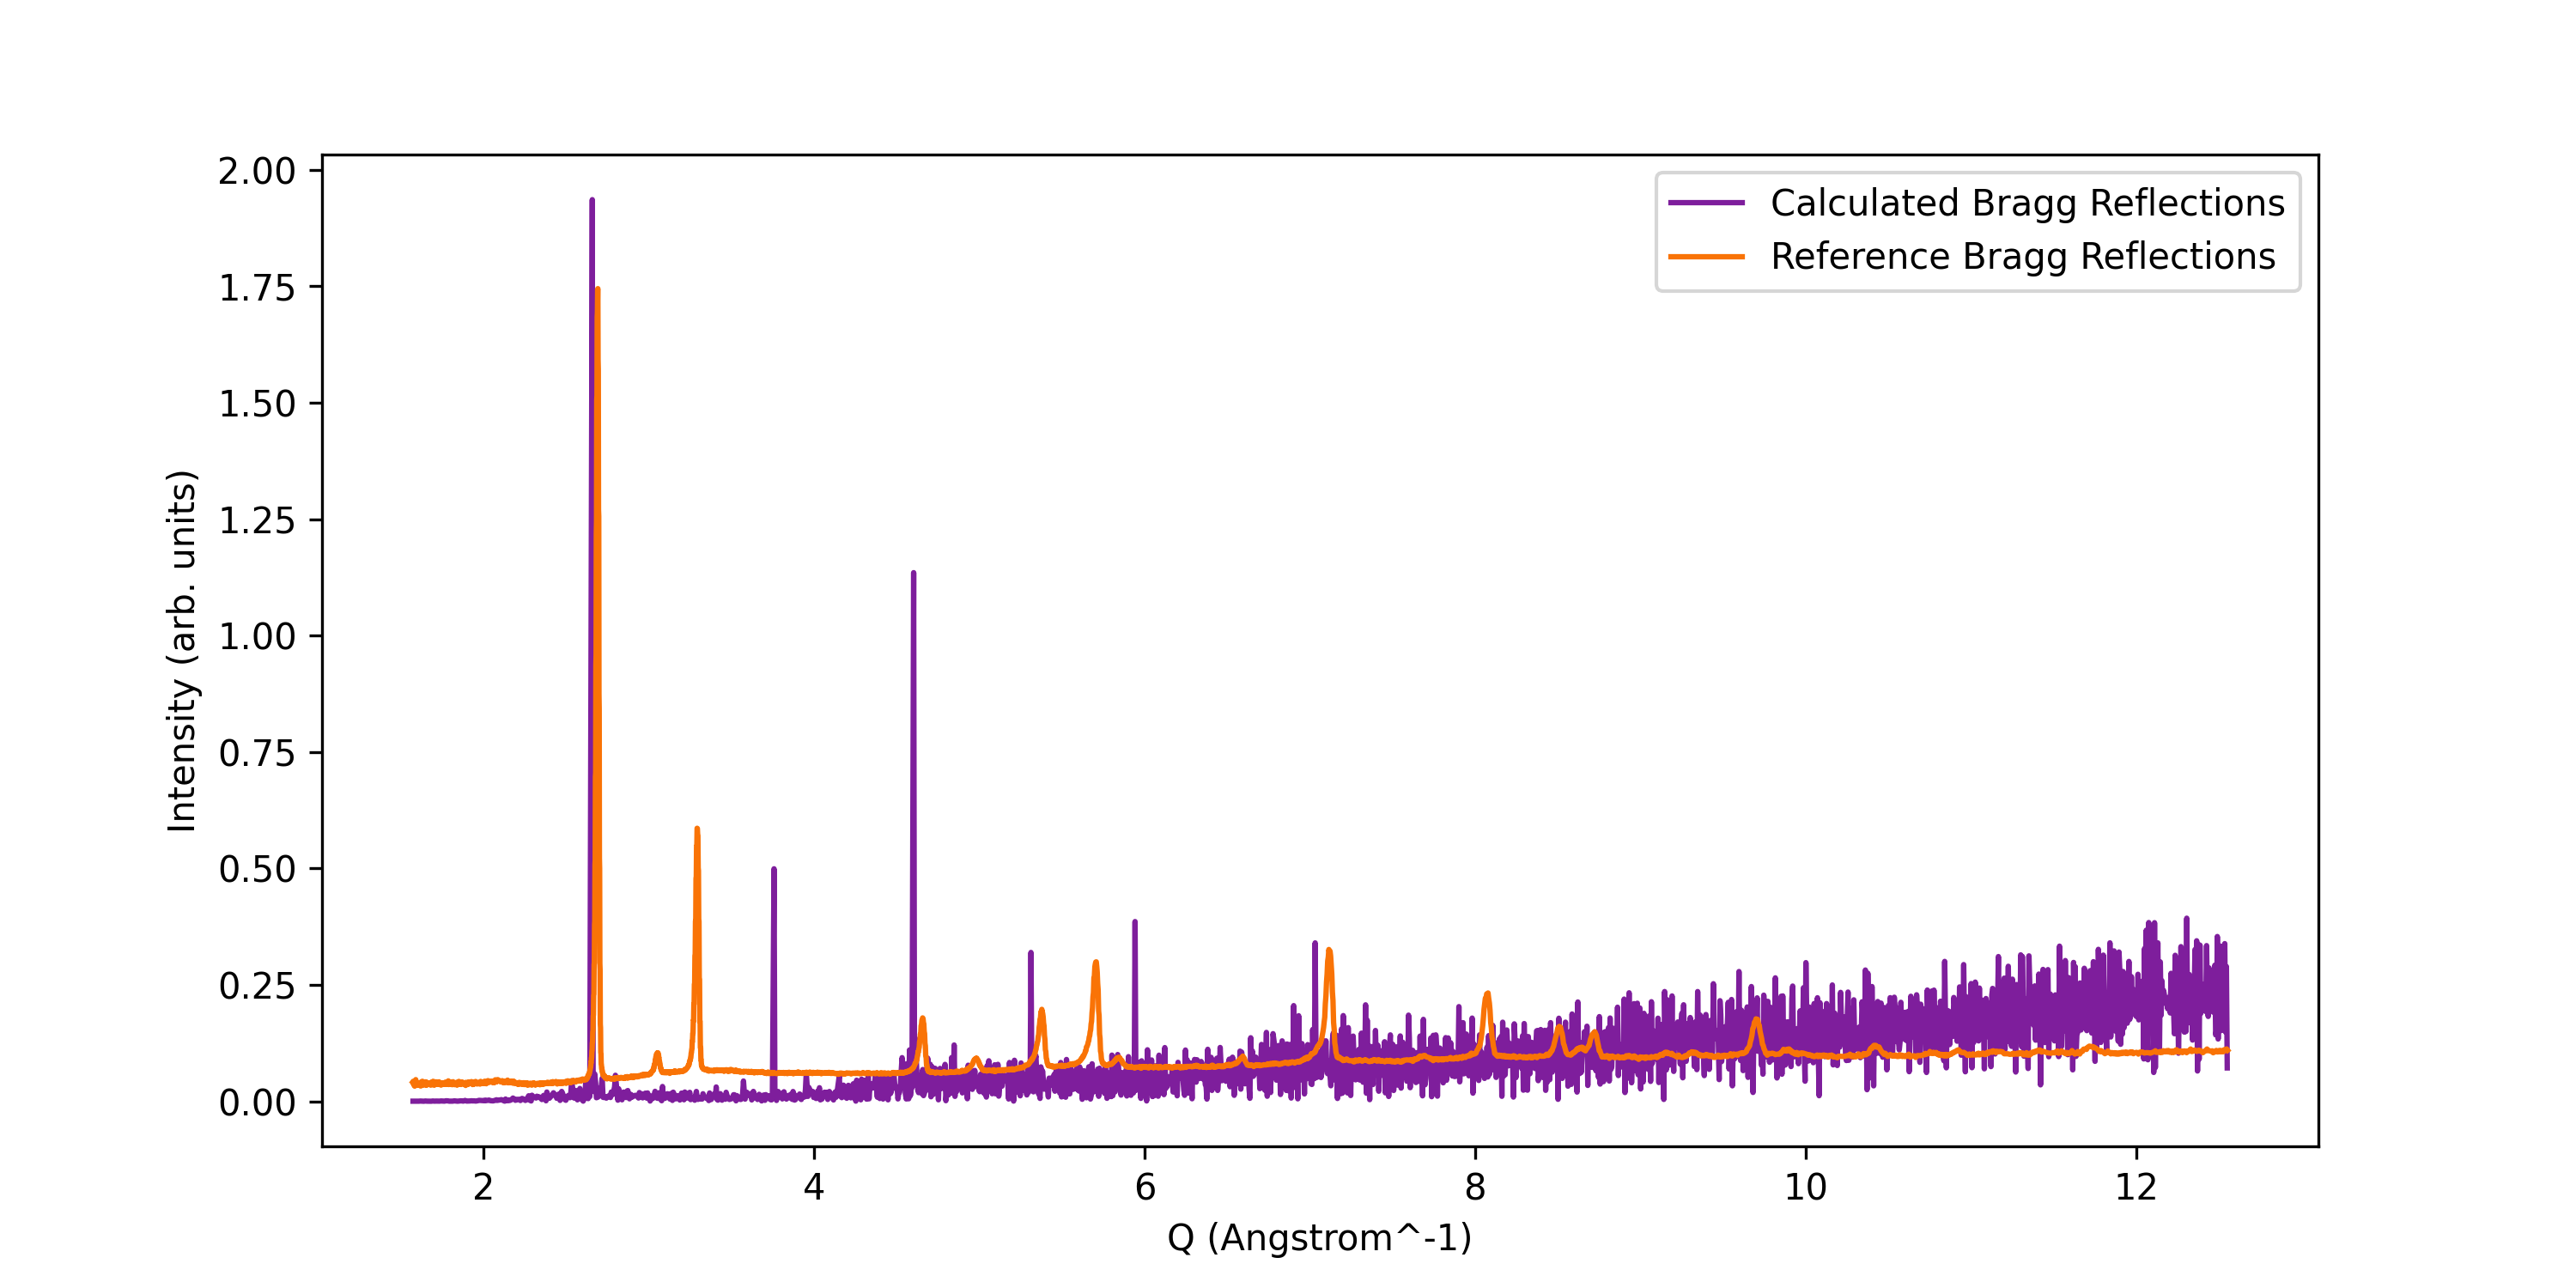 Calculated Bragg Reflections
Reference Bragg Reflections
Intensity (arb. units)
2.00
1.75
1.50
1.25
1.00
0.75
0.50
0.25
0.00
2 4 6 8 10 12
Q (Angstrom^-1)